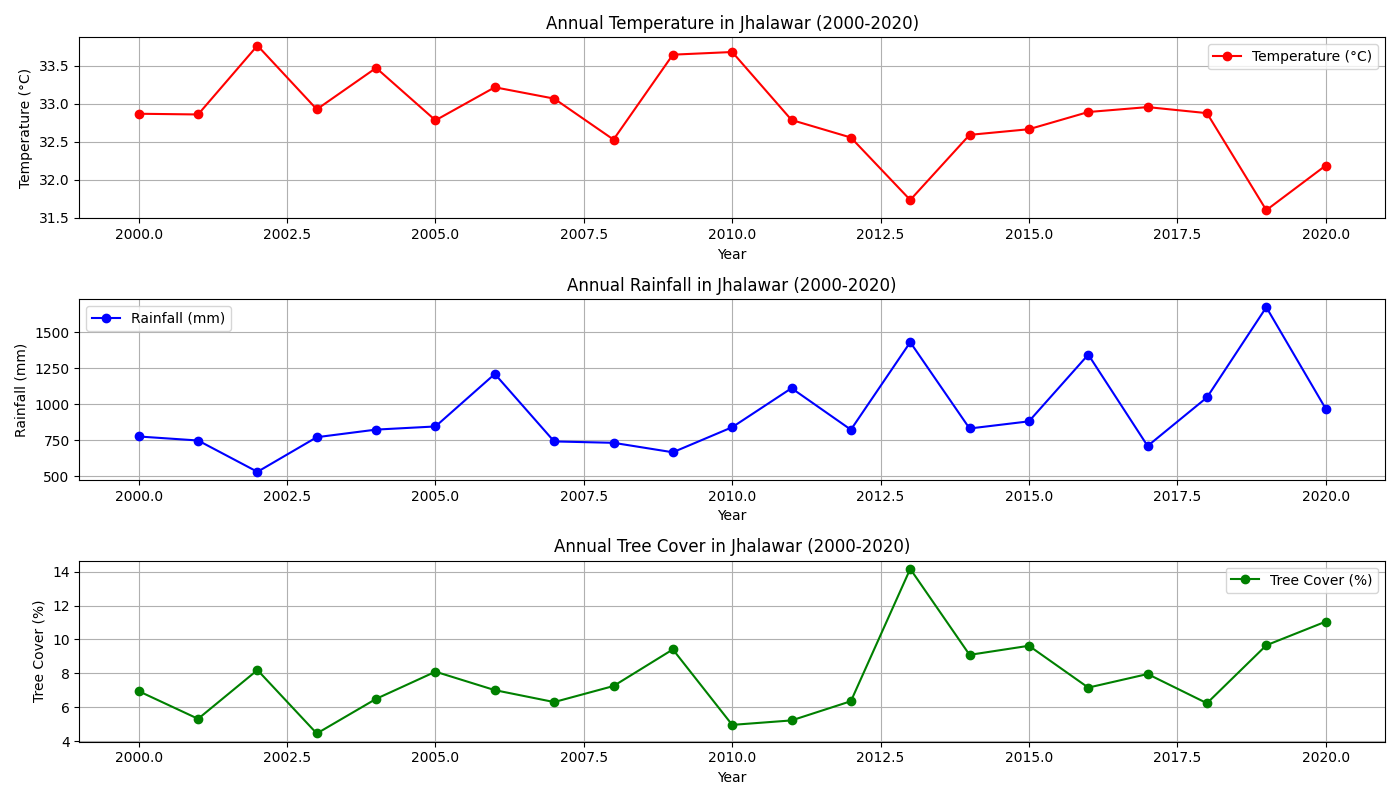 Annual Temperature in Jhalawar (2000-2020)
Temperature (°C)
33.5
33.0
32.5
32.0
31.5
Temperature (°C)
2000.0 2002.5 2005.0 2007.5 2010.0 2012.5 2015.0 2017.5 2020.0
Year
Annual Rainfall in Jhalawar (2000-2020)
Rainfall (mm)
1500
1250
1000
750
500
Rainfall (mm)
2000.0 2002.5 2005.0 2007.5 2010.0 2012.5 2015.0 2017.5 2020.0
Year
Annual Tree Cover in Jhalawar (2000-2020)
Tree Cover (%)
14
12
10
8
6
4
Tree Cover (%)
2000.0 2002.5 2005.0 2007.5 2010.0 2012.5 2015.0 2017.5 2020.0
Year